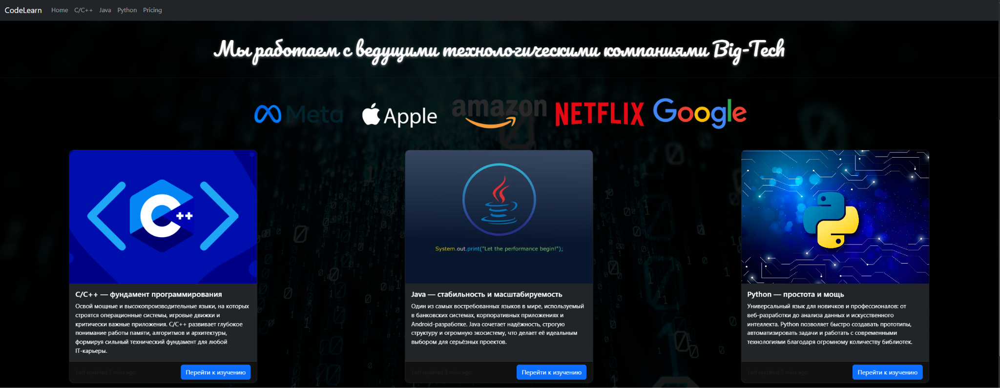 CodeLearn Home C/C++ Java Python Pricing
Мы работаем с ведущими технологическими компаниями Big-Tech
Meta Apple amazon NETFLIX Google
C++
System.out.print("Let the performance begin!");
C/C++ — фундамент программирования
Освой мощные и высокопроизводительные языки, на которых
строятся операционные системы, игровые движки и
критически важные приложения. C/C++ развивает глубокое
понимание работы памяти, алгоритмов и архитектуры,
формируя сильный технический фундамент для любой
IT-карьеры.
Last updated 3 mins ago
Перейти к изучению
Java — стабильность и масштабируемость
Один из самых востребованных языков в мире, используемый
в банковских системах, корпоративных приложениях и
Android-разработке. Java сочетает надёжность, строгую
структуру и огромную экосистему, что делает её идеальным
выбором для серьёзных проектов.
Last updated 3 mins ago
Перейти к изучению
Python — простота и мощь
Универсальный язык для новичков и профессионалов: от
веб-разработки до анализа данных и искусственного
интеллекта. Python позволяет быстро создавать прототипы,
автоматизировать задачи и работать с современными
технологиями благодаря огромному количеству библиотек.
Last updated 3 mins ago
Перейти к изучению